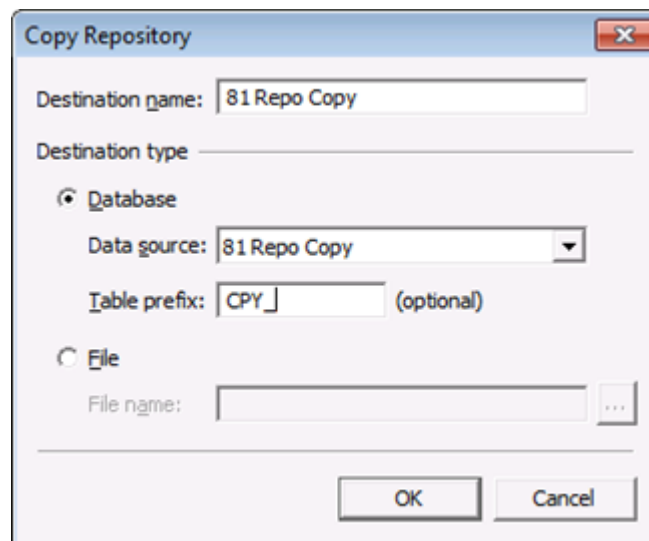 Copy Repository
Destination name: 81 Repo Copy
Destination type
Database
Data source: 81 Repo Copy
Table prefix: CPY_ (optional)
File
File name: ...
OK Cancel